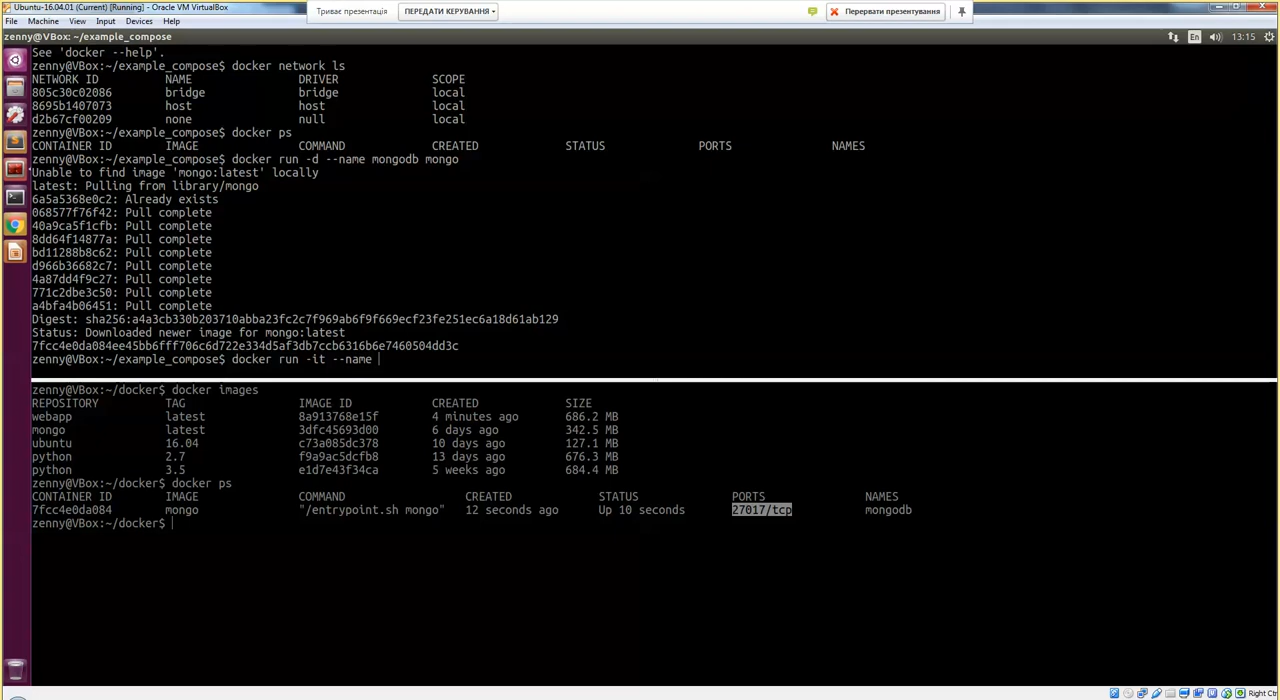 Ubuntu-16.04.01 (Current) [Running] - Oracle VM VirtualBox
Триває презентація
ПЕРЕДАТИ КЕРУВАННЯ
Перервати презентування
File Machine View Input Devices Help
zenny@VBox: ~/example_compose
En
13:15
See 'docker --help'.
zenny@VBox:~/example_compose$ docker network ls
NETWORK ID NAME DRIVER SCOPE
805c30c02086 bridge bridge local
8695b1407073 host host local
d2b67cf00209 none null local
zenny@VBox:~/example_compose$ docker ps
CONTAINER ID IMAGE COMMAND CREATED STATUS PORTS NAMES
zenny@VBox:~/example_compose$ docker run -d --name mongodb mongo
Unable to find image 'mongo:latest' locally
latest: Pulling from library/mongo
6a5a5368e0c2: Already exists
068577f76f42: Pull complete
40a9ca5f1cfb: Pull complete
8dd64f14877a: Pull complete
bd11288b8c62: Pull complete
d966b36682c7: Pull complete
4a87dd4f9c27: Pull complete
771c2dbe3c50: Pull complete
a4bfa4b06451: Pull complete
Digest: sha256:a4a3cb330b203710abba23fc2c7f969ab6f9f669ecf23fe251ec6a18d61ab129
Status: Downloaded newer image for mongo:latest
7fcc4e0da084ee45bb6fff706c6d722e334d5af3db7ccb6316b6e7460504dd3c
zenny@VBox:~/example_compose$ docker run -it --name
zenny@VBox:~/docker$ docker images
REPOSITORY TAG IMAGE ID CREATED SIZE
webapp latest 8a913768e15f 4 minutes ago 686.2 MB
mongo latest 3dfc45693d00 6 days ago 342.5 MB
ubuntu 16.04 c73a085dc378 10 days ago 127.1 MB
python 2.7 f9a9ac5dcfb8 13 days ago 676.3 MB
python 3.5 e1d7e43f34ca 5 weeks ago 684.4 MB
zenny@VBox:~/docker$ docker ps
CONTAINER ID IMAGE COMMAND CREATED STATUS PORTS NAMES
7fcc4e0da084 mongo "/entrypoint.sh mongo" 12 seconds ago Up 10 seconds 27017/tcp mongodb
zenny@VBox:~/docker$
Right Ctr